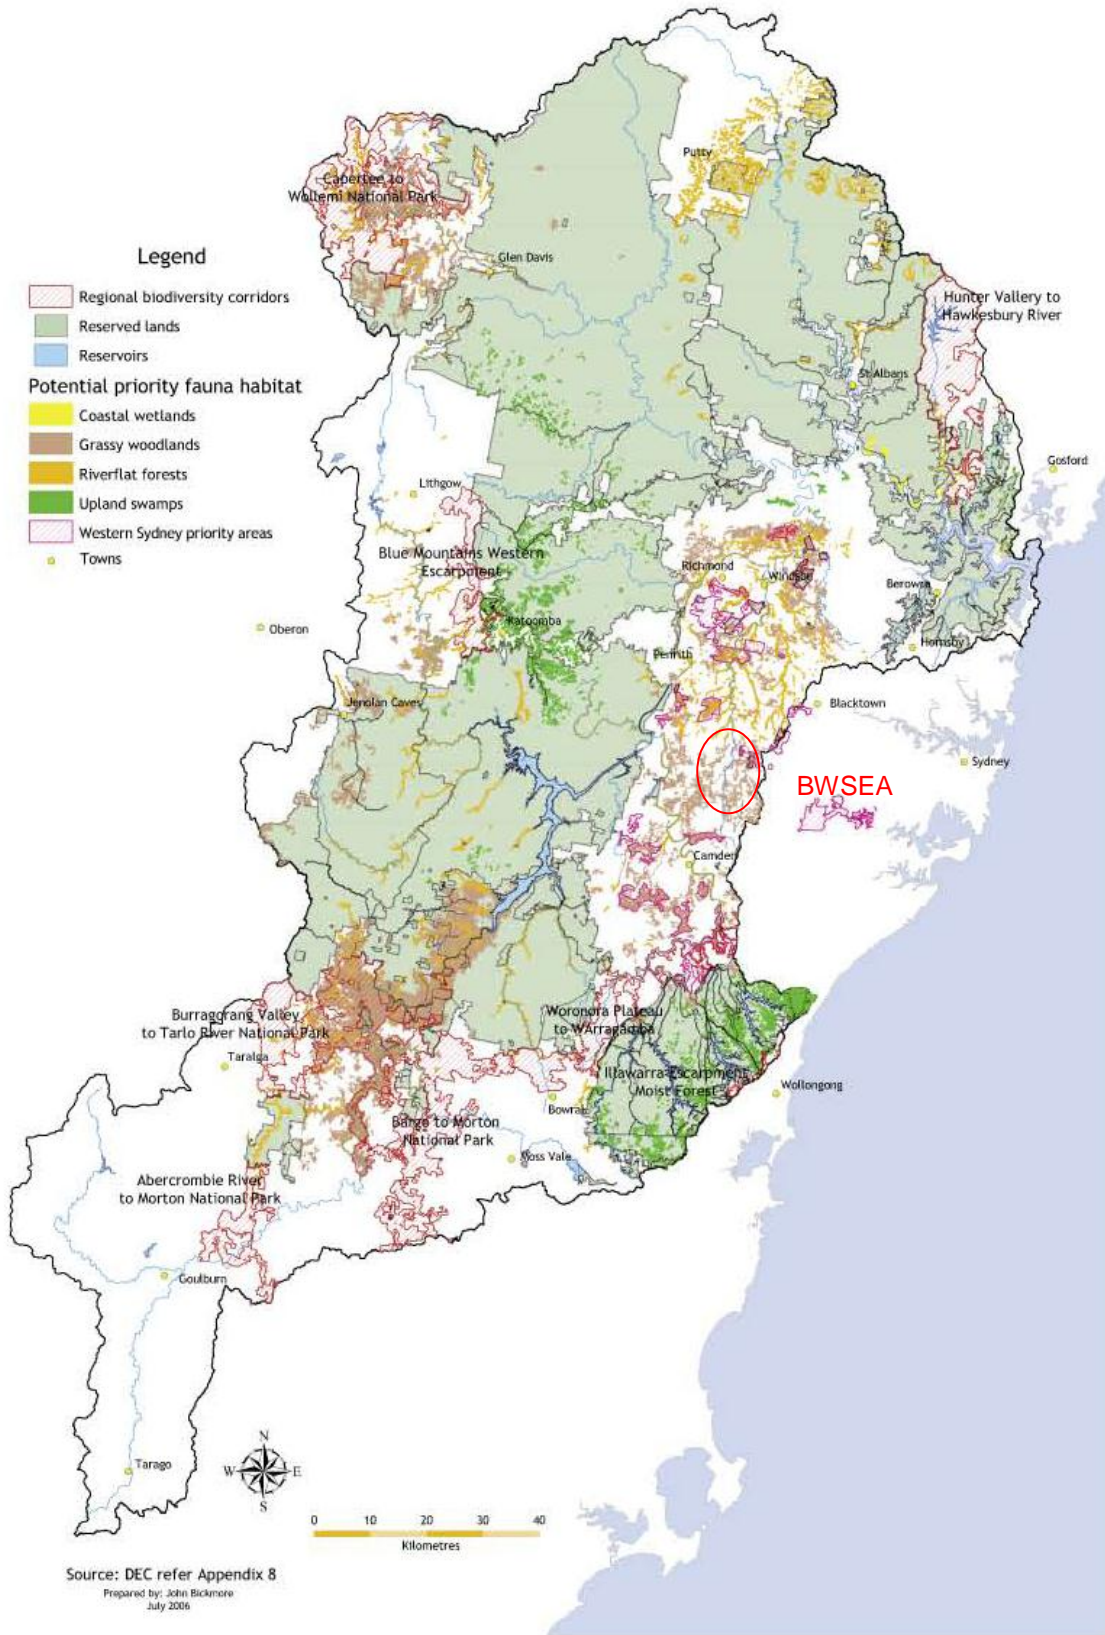 Putty
Capertee to
Wollemi National Park
Glen Davis
Legend
Regional biodiversity corridors
Reserved lands
Reservoirs
Potential priority fauna habitat
Coastal wetlands
Grassy woodlands
Riverflat forests
Upland swamps
Western Sydney priority areas
Towns
Hunter Vallery to
Hawkesbury River
St Albans
Gosford
Lithgow
Blue Mountains Western
Escarpment
Richmond
Windsor
Berowra
Katoomba
Oberon
Hornsby
Penrith
Jenolan Caves
Blacktown
Sydney
BWSEA
Camden
Burragorang Valley
to Tarlo River National Park
Woronora Plateau
to WArragamba
Taralga
Illawarra Escarpment
Moist Forest
Wollongong
Bowral
Bargo to Morton
National Park
Moss Vale
Abercrombie River
to Morton National Park
Goulburn
Tarago
N
W E
S
0 10 20 30 40
Kilometres
Source: DEC refer Appendix 8
Prepared by: John Bickmore
July 2006